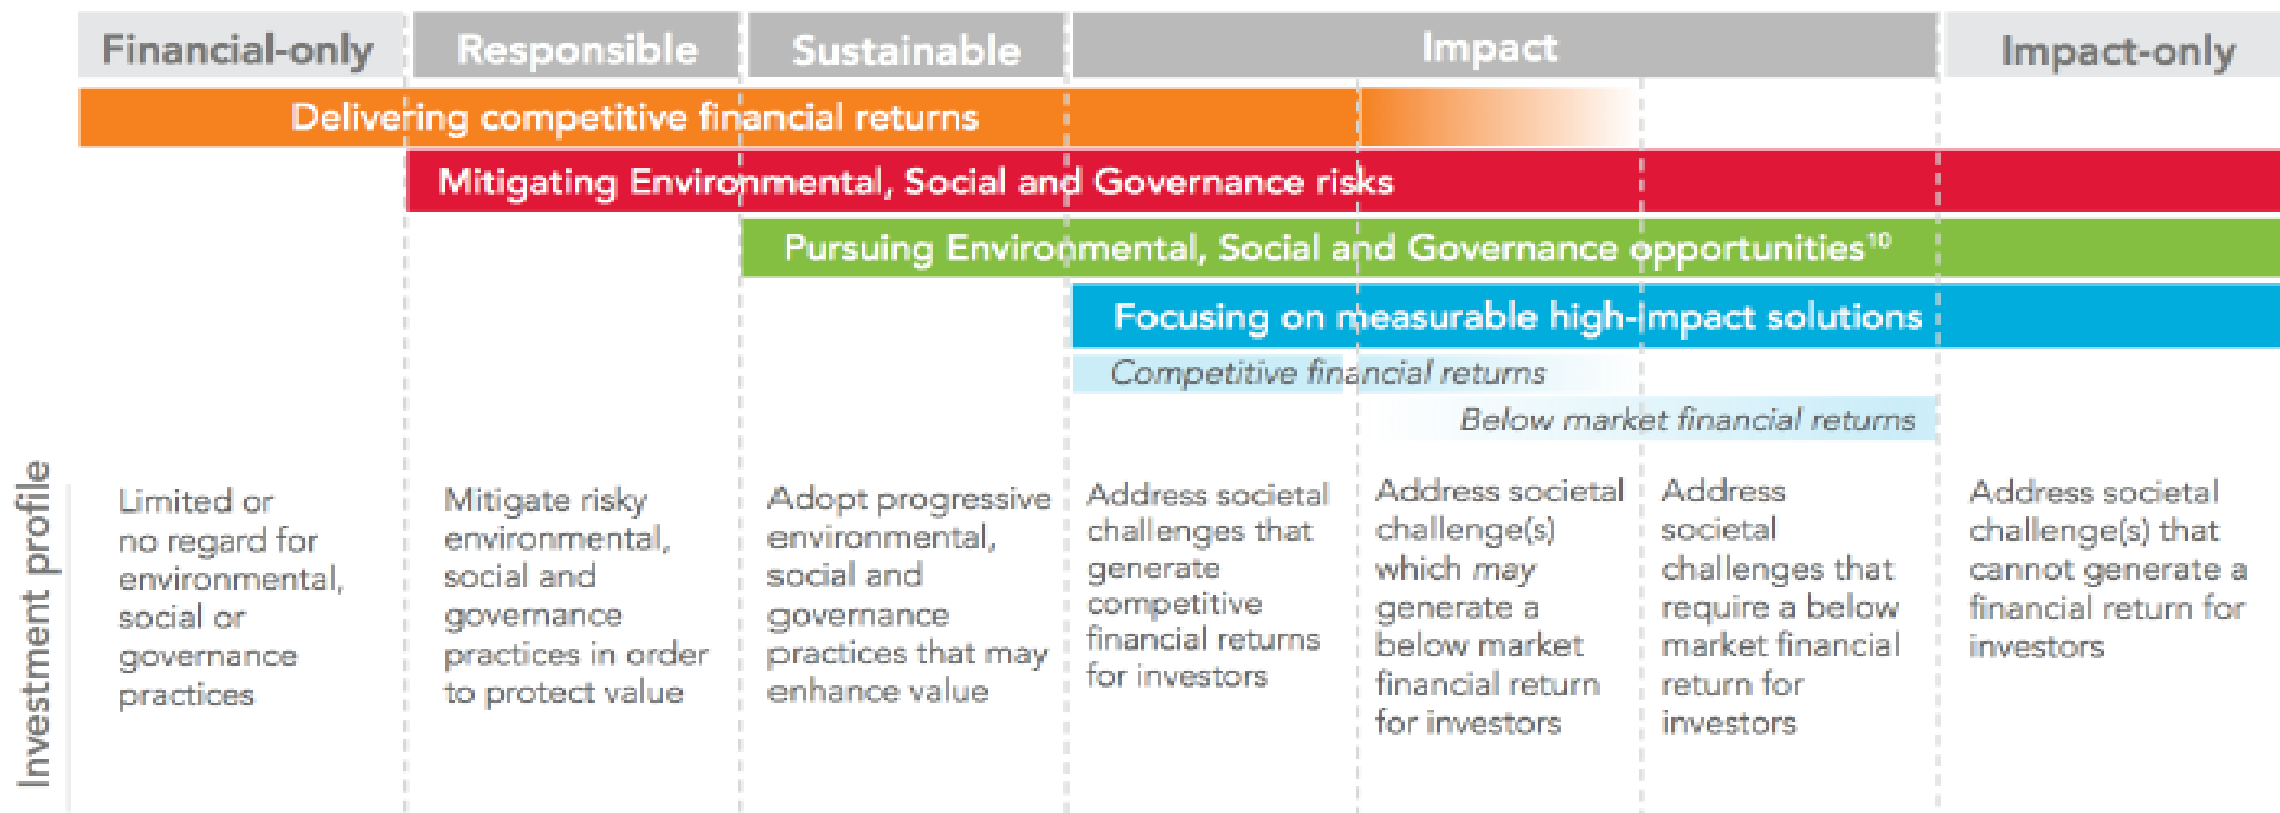 Financial-only
Responsible
Sustainable
Impact
Impact-only
Delivering competitive financial returns
Mitigating Environmental, Social and Governance risks
Pursuing Environmental, Social and Governance opportunities¹⁰
Focusing on measurable high-impact solutions
Competitive financial returns
Below market financial returns
Investment profile
Limited or
no regard for
environmental,
social or
governance
practices
Mitigate risky
environmental,
social and
governance
practices in order
to protect value
Adopt progressive
environmental,
social and
governance
practices that may
enhance value
Address societal
challenges that
generate
competitive
financial returns
for investors
Address societal
challenge(s)
which may
generate a
below market
financial return
for investors
Address
societal
challenges that
require a below
market financial
return for
investors
Address societal
challenge(s) that
cannot generate a
financial return for
investors